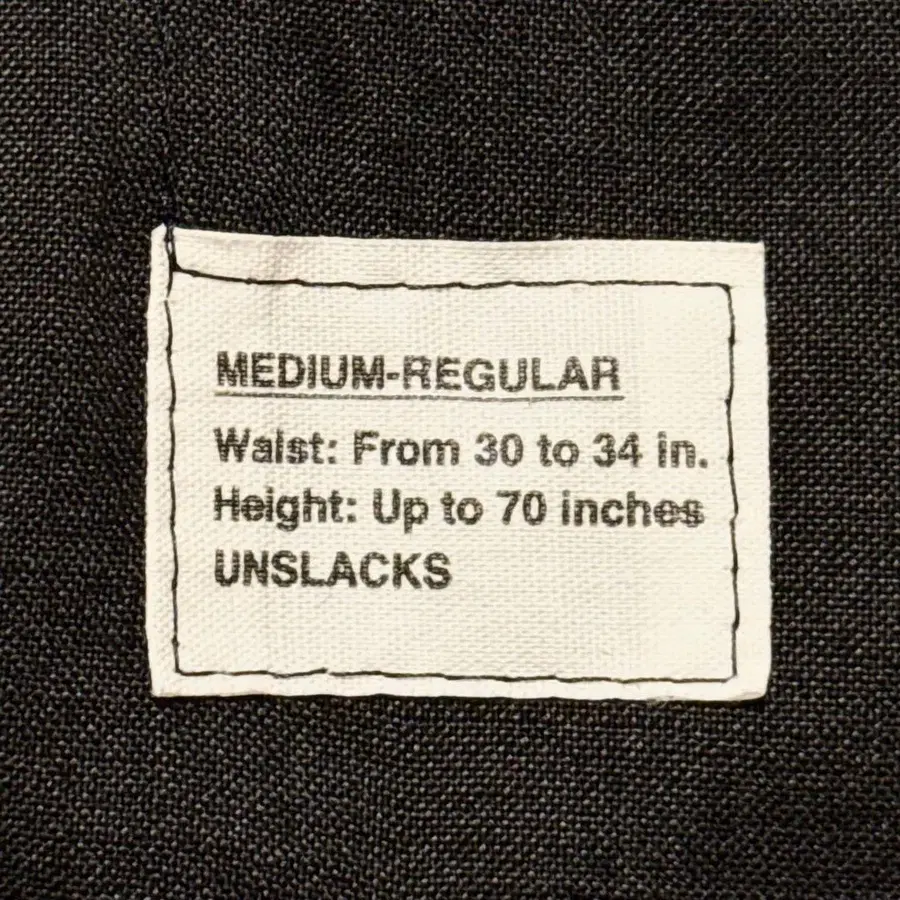 MEDIUM-REGULAR
Waist: From 30 to 34 in.
Height: Up to 70 inches
UNSLACKS